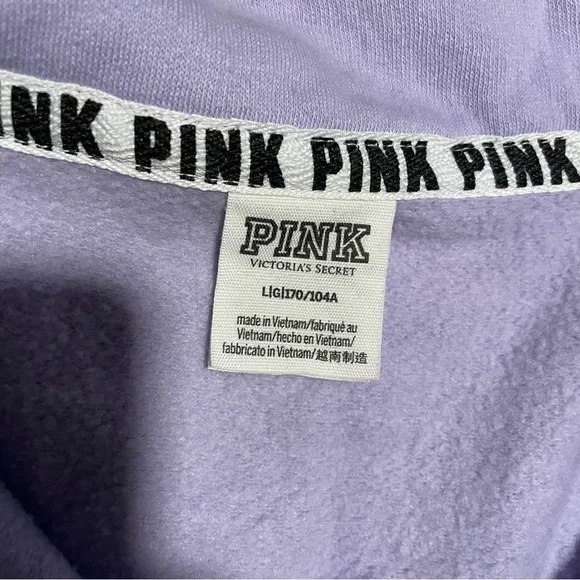 INK PINK PINK PINK
PINK
VICTORIA'S SECRET
L|G|170/104A
made in Vietnam/fabriqué au
Vietnam/hecho en Vietnam/
fabbricato in Vietnam/越南制造